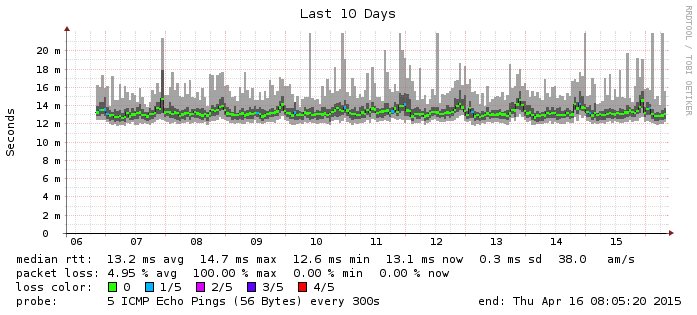 Last 10 Days
RRDTOOL / TOBI OETIKER
Seconds
20 m
18 m
16 m
14 m
12 m
10 m
8 m
6 m
4 m
2 m
0
06 07 08 09 10 11 12 13 14 15
median rtt: 13.2 ms avg 14.7 ms max 12.6 ms min 13.1 ms now 0.3 ms sd 38.0 am/s
packet loss: 4.95 % avg 100.00 % max 0.00 % min 0.00 % now
loss color: 0 1/5 2/5 3/5 4/5
probe: 5 ICMP Echo Pings (56 Bytes) every 300s end: Thu Apr 16 08:05:20 2015